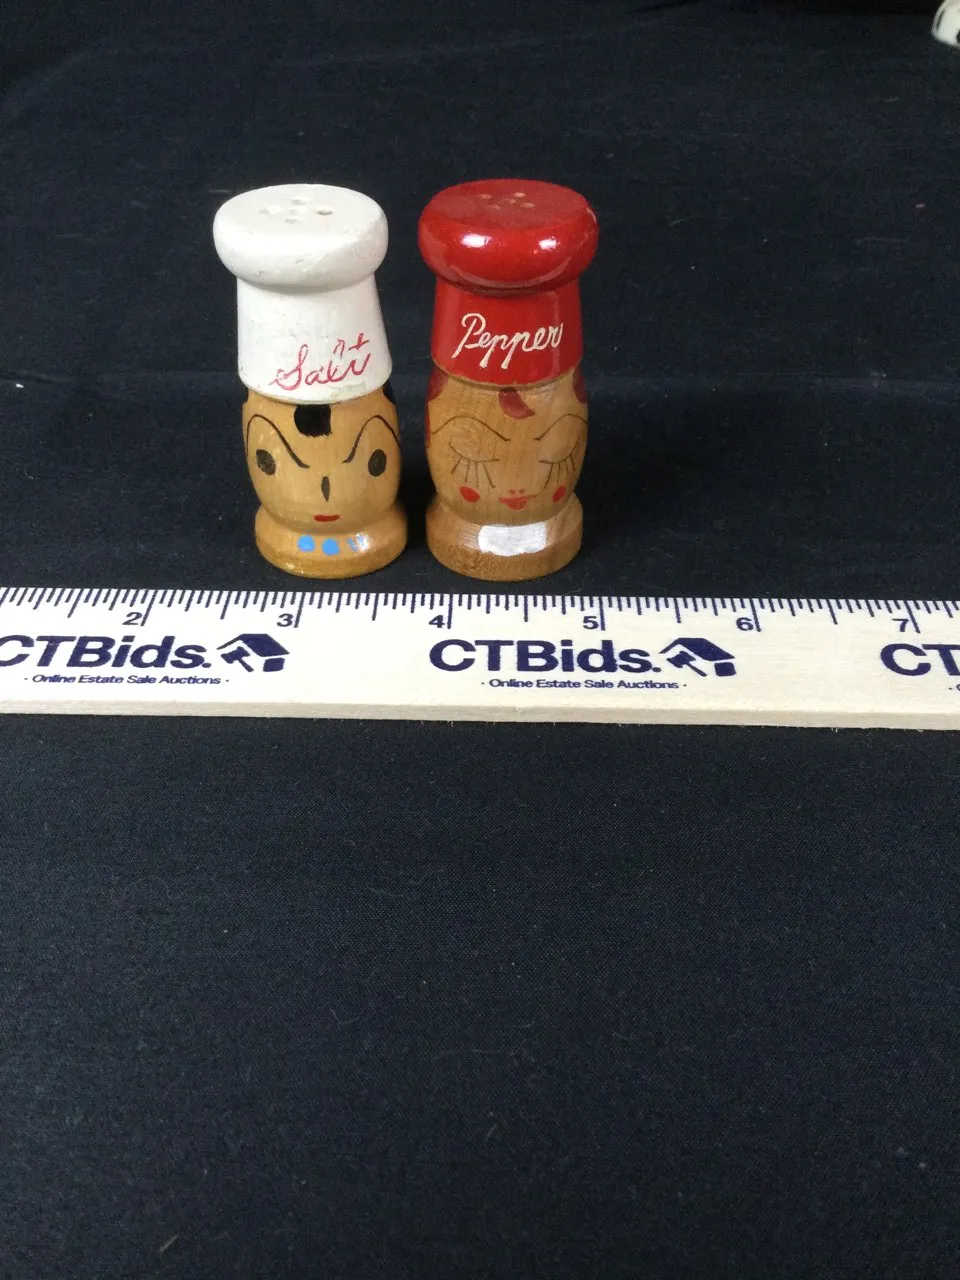 Salt
Pepper
2 3 4 5 6 7
CTBids. CTBids. CT
· Online Estate Sale Auctions · · Online Estate Sale Auctions ·